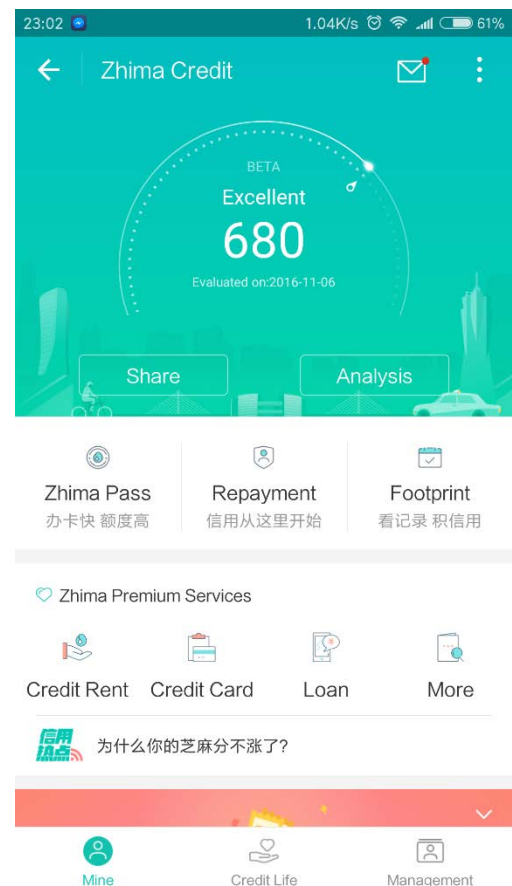 23:02 1.04K/s 61%
Zhima Credit
BETA
Excellent
680
Evaluated on:2016-11-06
Share Analysis
Zhima Pass Repayment Footprint
办卡快 额度高 信用从这里开始 看记录 积信用
Zhima Premium Services
Credit Rent Credit Card Loan More
信用
热点 为什么你的芝麻分不涨了?
Mine Credit Life Management